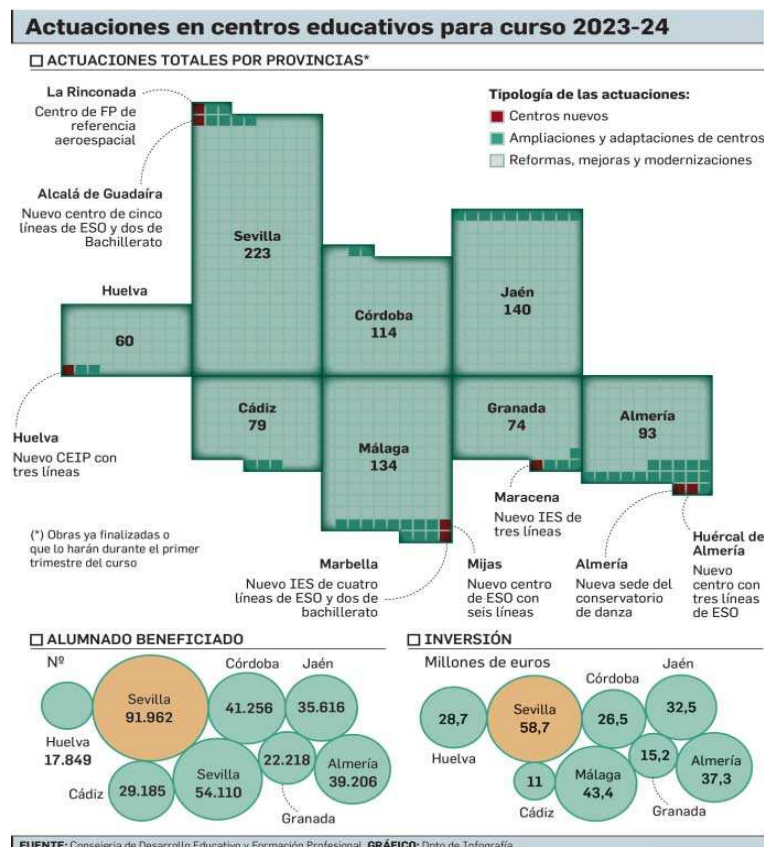 Actuaciones en centros educativos para curso 2023-24
ACTUACIONES TOTALES POR PROVINCIAS*
La Rinconada
Centro de FP de
referencia
aeroespacial
Alcalá de Guadaíra
Nuevo centro de cinco
líneas de ESO y dos de
Bachillerato
Tipología de las actuaciones:
Centros nuevos
Ampliaciones y adaptaciones de centros
Reformas, mejoras y modernizaciones
Sevilla
223
Huelva
60
Córdoba
114
Jaén
140
Cádiz
79
Málaga
134
Granada
74
Almería
93
Huelva
Nuevo CEIP con
tres líneas
(*) Obras ya finalizadas o
que lo harán durante el primer
trimestre del curso
Marbella
Nuevo IES de cuatro
líneas de ESO y dos de
bachillerato
Mijas
Nuevo centro
de ESO con
seis líneas
Maracena
Nuevo IES de
tres líneas
Almería
Nueva sede del
conservatorio
de danza
Huércal de
Almería
Nuevo
centro con
tres líneas
de ESO
ALUMNADO BENEFICIADO
Nº
Huelva
17.849
Sevilla
91.962
Córdoba
41.256
Jaén
35.616
Cádiz
29.185
Sevilla
54.110
22.218
Granada
Almería
39.206
INVERSIÓN
Millones de euros
28,7
Huelva
Sevilla
58,7
Córdoba
26,5
Jaén
32,5
11
Cádiz
Málaga
43,4
15,2
Granada
Almería
37,3
FUENTE: Consejería de Desarrollo Educativo y Formación Profesional. GRÁFICO: Dpto de Infografía